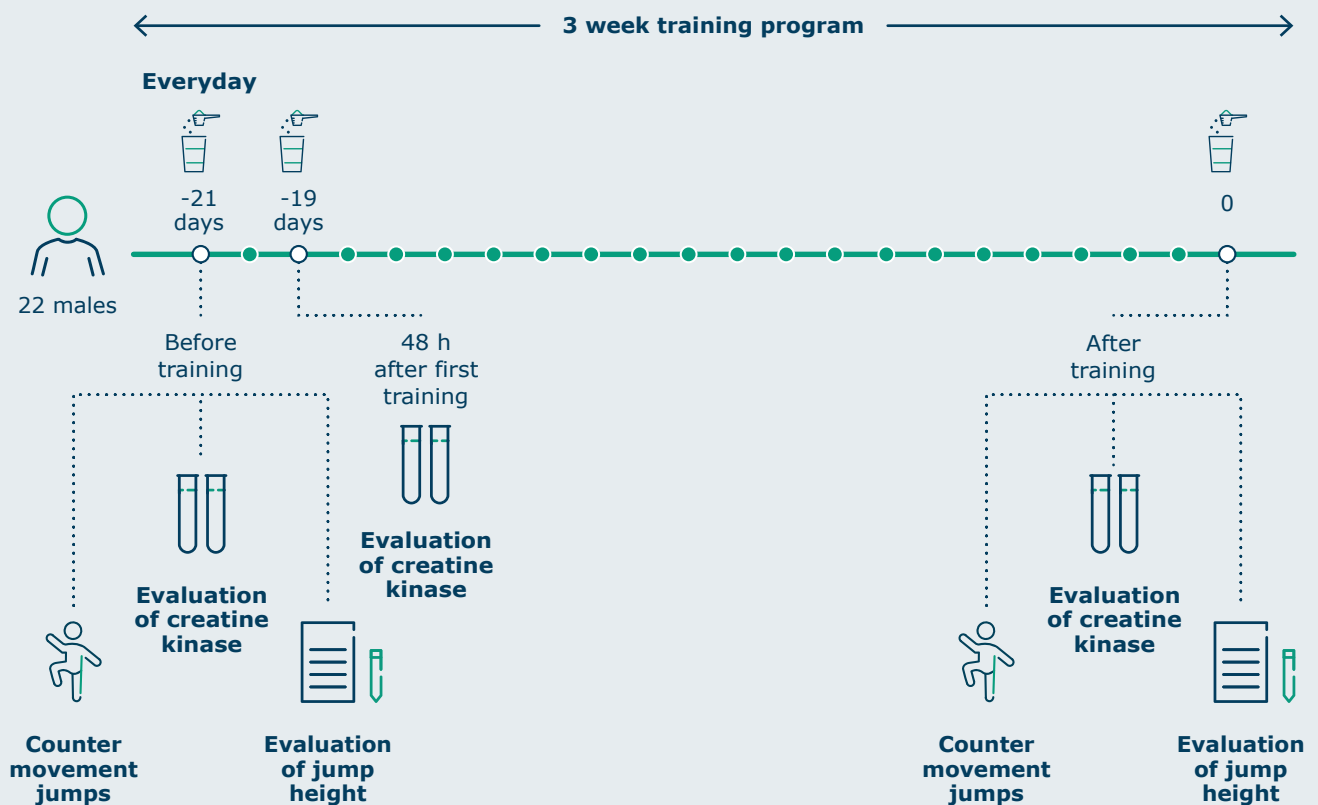 3 week training program
Everyday
-21
days
-19
days
0
22 males
Before
training
48 h
after first
training
After
training
Evaluation
of creatine
kinase
Evaluation
of creatine
kinase
Evaluation
of creatine
kinase
Counter
movement
jumps
Evaluation
of jump
height
Counter
movement
jumps
Evaluation
of jump
height